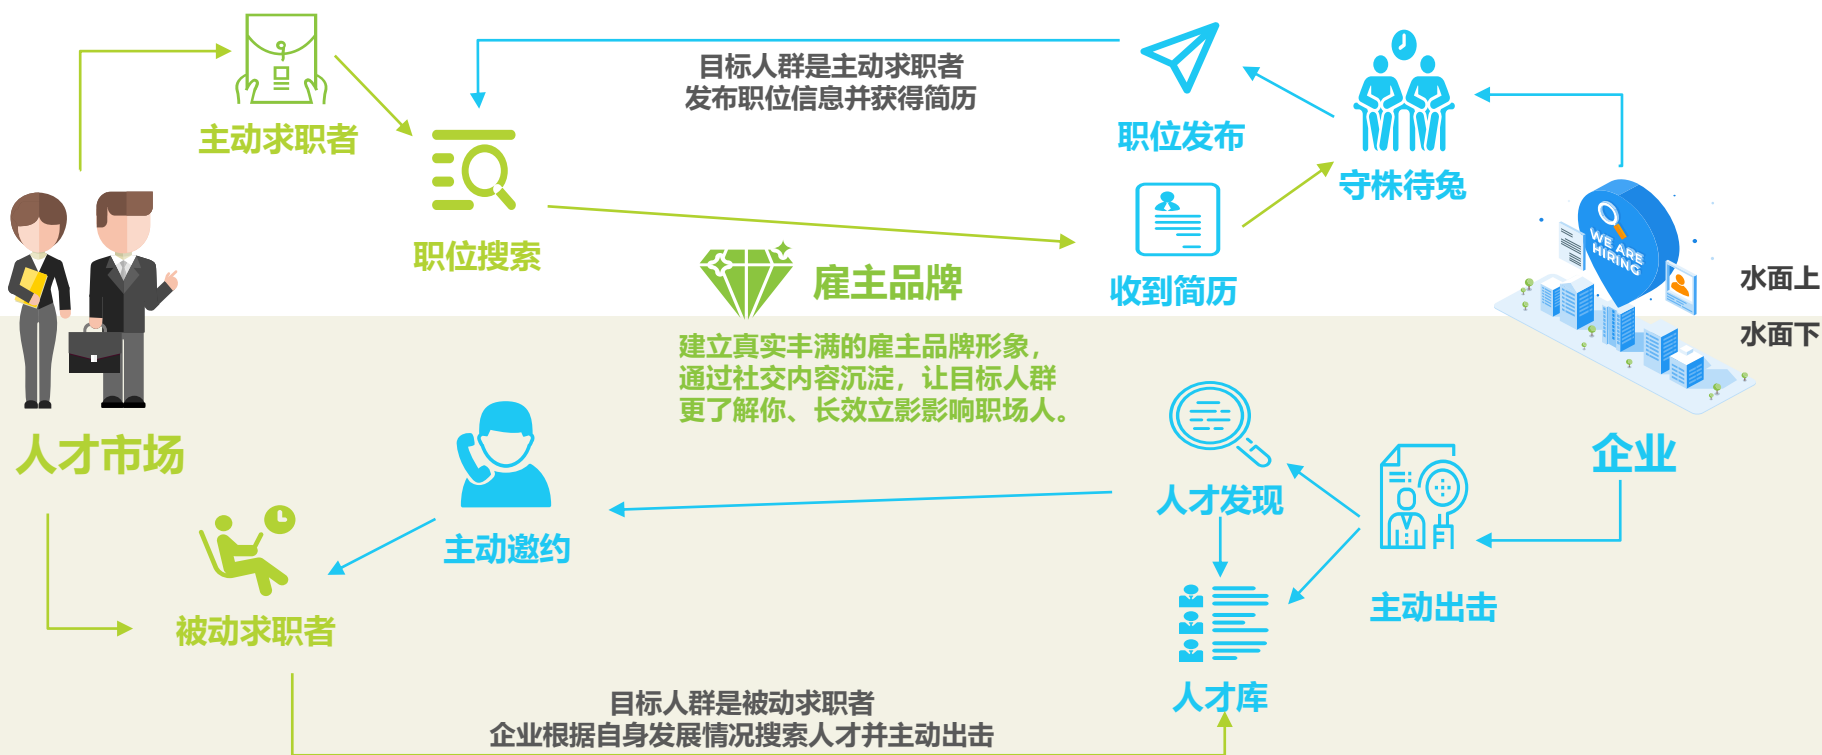 目标人群是主动求职者
发布职位信息并获得简历
主动求职者
职位发布
守株待兔
职位搜索
WE ARE
HIRING
雇主品牌
收到简历
水面上
水面下
建立真实丰满的雇主品牌形象，
通过社交内容沉淀，让目标人群
更了解你、长效立影影响职场人。
人才市场
企业
人才发现
主动邀约
主动出击
被动求职者
人才库
目标人群是被动求职者
企业根据自身发展情况搜索人才并主动出击